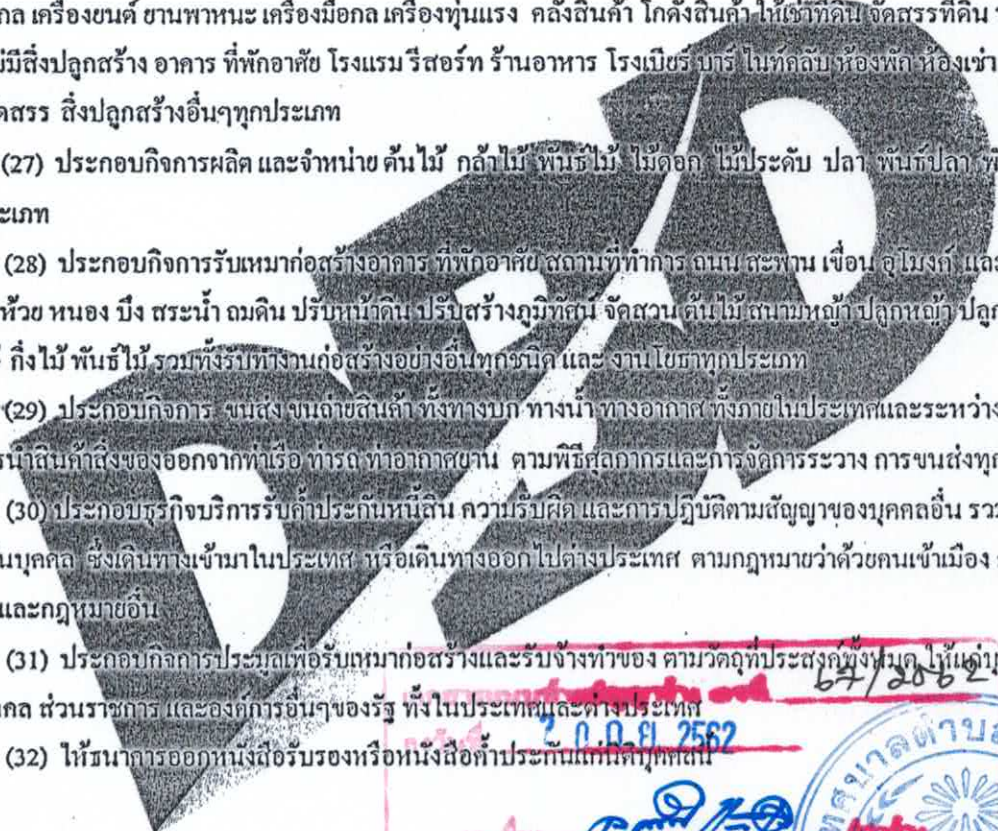 กล เครื่องยนต์ ยานพาหนะ เครื่องมือกล เครื่องทุ่นแรง คลังสินค้า โกดังสินค้า ให้เช่าที่ดิน จัดสรรที่ดิน
มีสิ่งปลูกสร้าง อาคาร ที่พักอาศัย โรงแรม รีสอร์ท ร้านอาหาร โรงเบียร์ บาร์ ไนท์คลับ ห้องพัก ห้องเช่า
ดสรร สิ่งปลูกสร้างอื่นๆทุกประเภท
(27) ประกอบกิจการผลิต และจำหน่าย ต้นไม้ กล้าไม้ พันธ์ไม้ ไม้ดอก ไม้ประดับ ปลา พันธ์ปลา
ะเภท
(28) ประกอบกิจการรับเหมาก่อสร้างอาคาร ที่พักอาศัย สถานที่ทำการ ถนน สะพาน เขื่อน อุโมงค์ และ
ห้วย หนอง บึง สระน้ำ ถมดิน ปรับหน้าดิน ปรับสร้างภูมิทัศน์ จัดสวน ต้นไม้ สนามหญ้า ปลูกหญ้า ปลูก
กิ่งไม้ พันธ์ไม้ รวมทั้งรับทำงานก่อสร้างอย่างอื่นทุกชนิด และ งานโยธาทุกประเภท
(29) ประกอบกิจการ ขนส่ง ขนถ่ายสินค้า ทั้งทางบก ทางน้ำ ทางอากาศ ทั้งภายในประเทศและระหว่าง
รนำสินค้าสิ่งของออกจากท่าเรือ ท่ารถ ท่าอากาศยาน ตามพิธีศุลกากรและการจัดการระวาง การขนส่งทุก
(30) ประกอบธุรกิจบริการรับค้ำประกันหนี้สิน ความรับผิด และการปฏิบัติตามสัญญาของบุคคลอื่น รวม
นบุคคล ซึ่งเดินทางเข้ามาในประเทศ หรือเดินทางออกไปต่างประเทศ ตามกฎหมายว่าด้วยคนเข้าเมือง
และกฎหมายอื่น
(31) ประกอบกิจการประมูลเพื่อรับเหมาก่อสร้างและรับจ้างทำของ ตามวัตถุที่ประสงค์ทั้งหมด ให้แก่บุ
คล ส่วนราชการ และองค์การอื่นๆของรัฐ ทั้งในประเทศและต่างประเทศ
67/2562
2 0 ก.ย. 2562
(32) ให้ธนาคารออกหนังสือรับรองหรือหนังสือค้ำประกันแก่นิติบุคคลนี้
ทศบาลตำบล
DBD